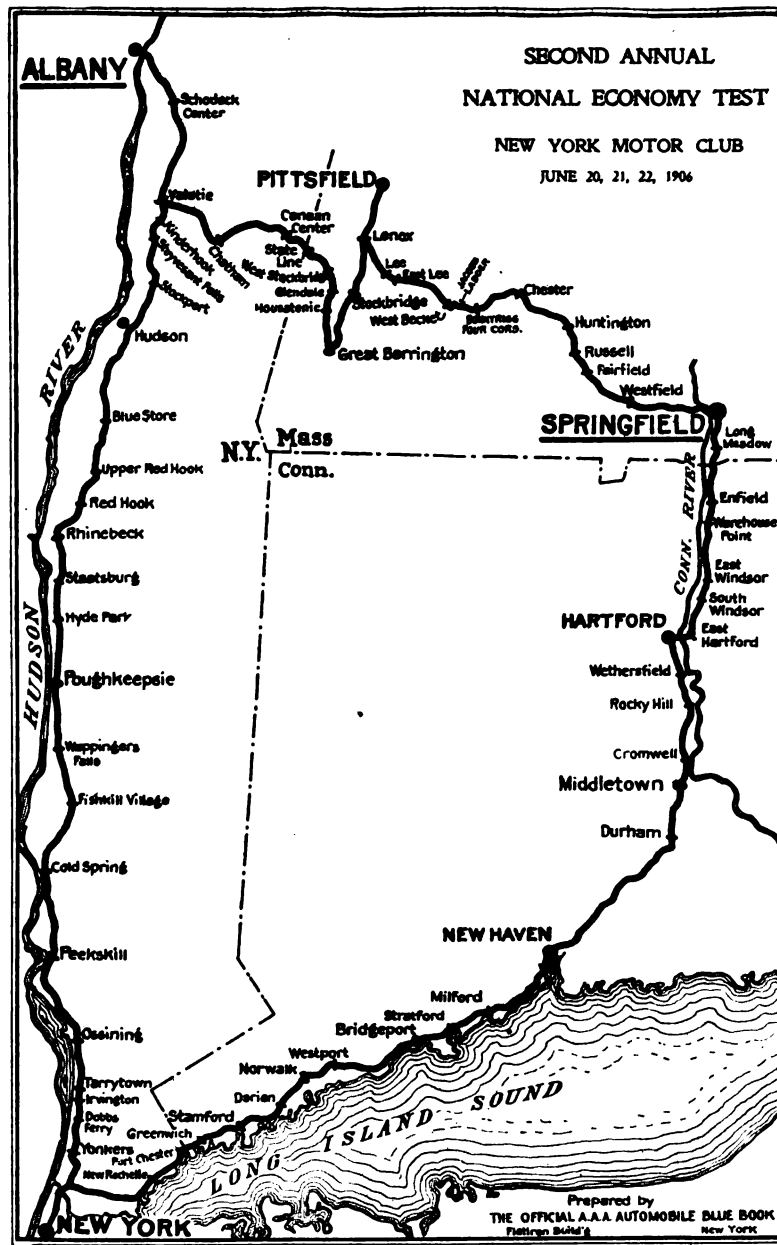 SECOND ANNUAL
NATIONAL ECONOMY TEST
NEW YORK MOTOR CLUB
JUNE 20, 21, 22, 1906
ALBANY
Schodack
Center
Valatie
Kinderhook
Stuyvesant Falls
Stockport
Chatham
Canaan
Center
State
Line
West Stockbridge
Glendale
Housatonic
Great Barrington
PITTSFIELD
Lenox
Stockbridge
Lee
East Lee
West Becket
JACOBS
LADDER
FOUR CORS.
Chester
Huntington
Russell
Fairfield
Westfield
SPRINGFIELD
Long
Meadow
Hudson
Blue Store
Upper Red Hook
Red Hook
Rhinebeck
Staatsburg
Hyde Park
Poughkeepsie
Wappingers
Falls
Fishkill Village
Cold Spring
Peekskill
Ossining
Tarrytown
Irvington
Dobbs
Ferry
Yonkers
New Rochelle
NEW YORK
HUDSON
RIVER
N.Y.
Mass
Conn.
CONN. RIVER
Enfield
Warehouse
Point
East
Windsor
South
Windsor
HARTFORD
East
Hartford
Wethersfield
Rocky Hill
Cromwell
Middletown
Durham
NEW HAVEN
Milford
Stratford
Bridgeport
Westport
Norwalk
Darien
Stamford
Greenwich
Port Chester
LONG ISLAND SOUND
Prepared by
THE OFFICIAL A.A.A. AUTOMOBILE BLUE BOOK
Flatiron Build'g New York